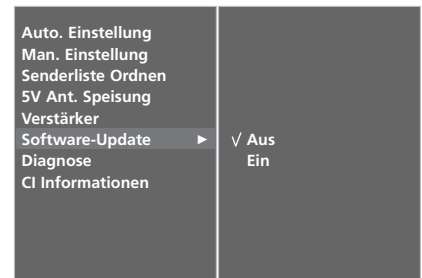 Auto. Einstellung
Man. Einstellung
Senderliste Ordnen
5V Ant. Speisung
Verstärker
Software-Update ►
Diagnose
CI Informationen
√ Aus
Ein